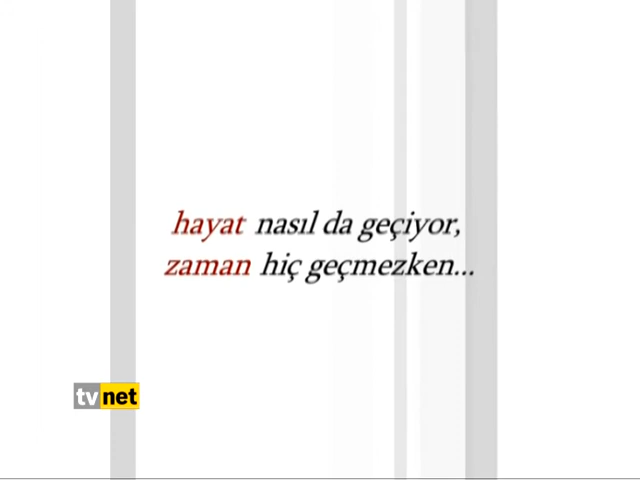 hayat nasıl da geçiyor,
zaman hiç geçmezken...
tvnet